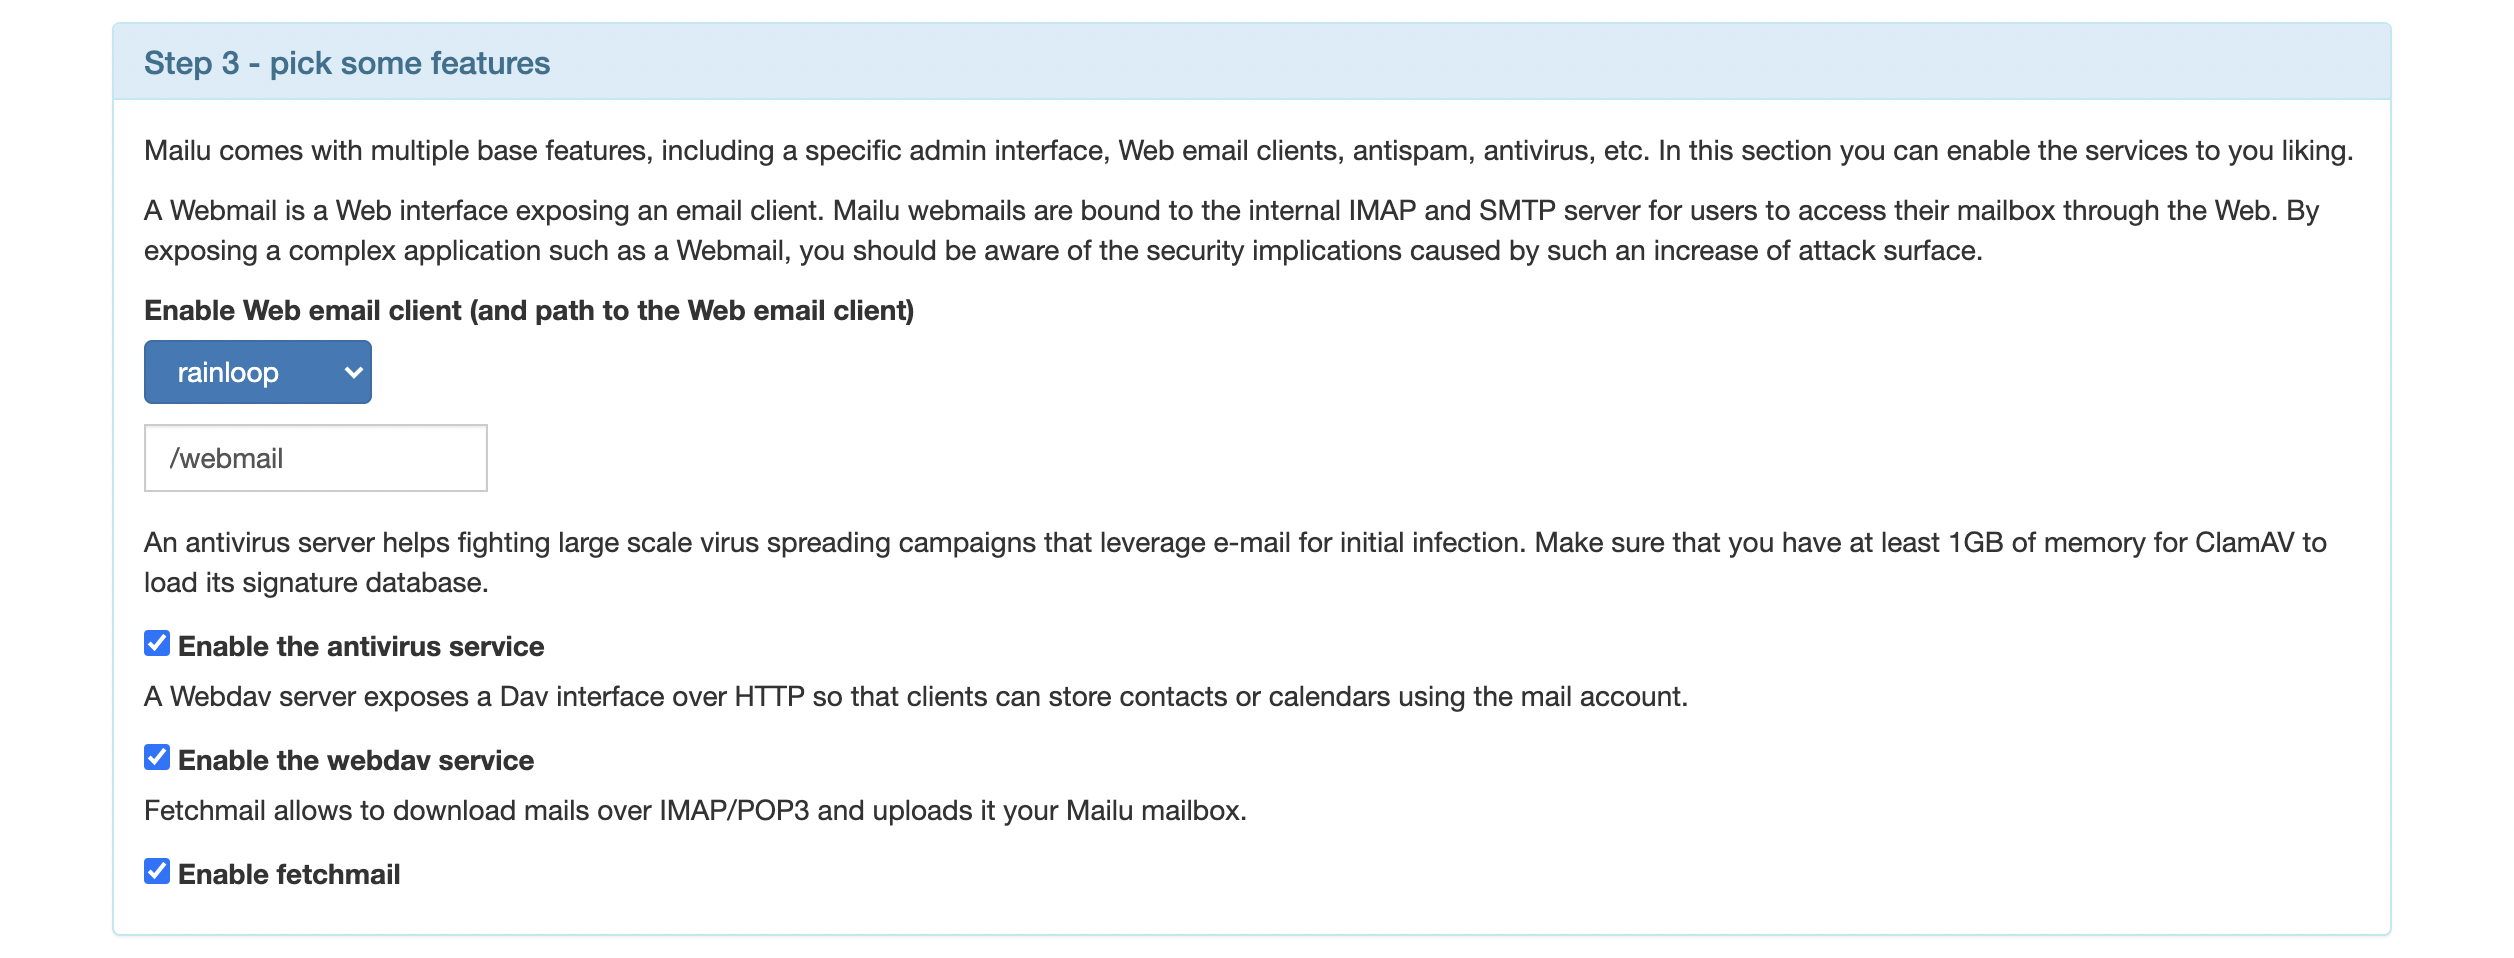 Step 3 - pick some features
Mailu comes with multiple base features, including a specific admin interface, Web email clients, antispam, antivirus, etc. In this section you can enable the services to you liking.
A Webmail is a Web interface exposing an email client. Mailu webmails are bound to the internal IMAP and SMTP server for users to access their mailbox through the Web. By
exposing a complex application such as a Webmail, you should be aware of the security implications caused by such an increase of attack surface.
Enable Web email client (and path to the Web email client)
rainloop
/webmail
An antivirus server helps fighting large scale virus spreading campaigns that leverage e-mail for initial infection. Make sure that you have at least 1GB of memory for ClamAV to
load its signature database.
Enable the antivirus service
A Webdav server exposes a Dav interface over HTTP so that clients can store contacts or calendars using the mail account.
Enable the webdav service
Fetchmail allows to download mails over IMAP/POP3 and uploads it your Mailu mailbox.
Enable fetchmail